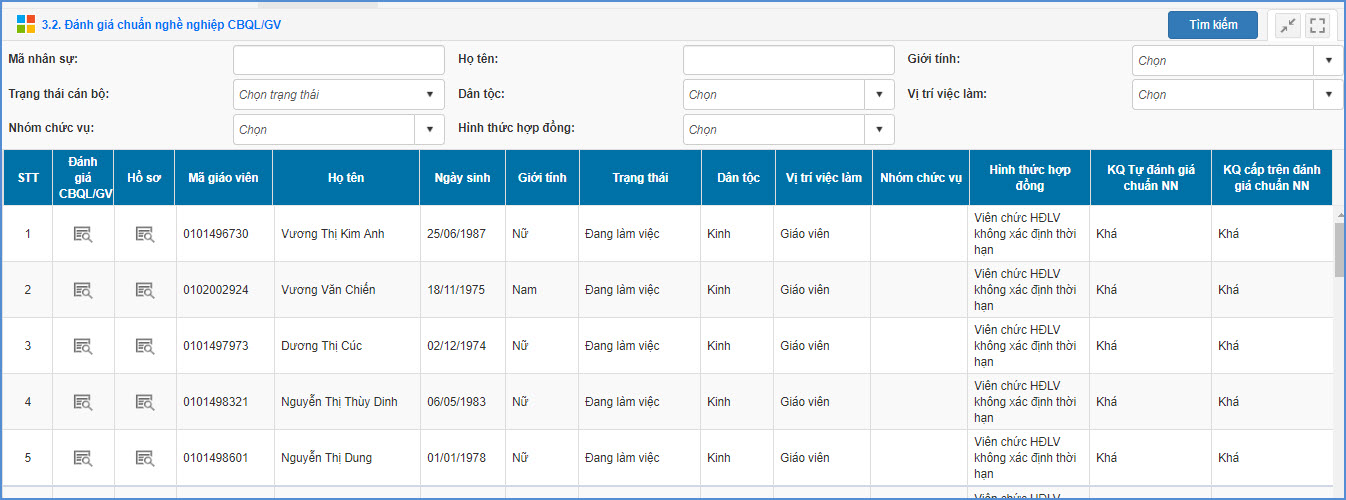 3.2. Đánh giá chuẩn nghề nghiệp CBQL/GV
Tìm kiếm
Mã nhân sự:
Họ tên:
Giới tính:
Chọn
Trạng thái cán bộ:
Chọn trạng thái
Dân tộc:
Chọn
Vị trí việc làm:
Chọn
Nhóm chức vụ:
Chọn
Hình thức hợp đồng:
Chọn
STT
Đánh
giá
CBQL/GV
Hồ sơ
Mã giáo viên
Họ tên
Ngày sinh
Giới tính
Trạng thái
Dân tộc
Vị trí việc làm
Nhóm chức vụ
Hình thức hợp
đồng
KQ Tự đánh giá
chuẩn NN
KQ cấp trên đánh
giá chuẩn NN
1
0101496730
Vương Thị Kim Anh
25/06/1987
Nữ
Đang làm việc
Kinh
Giáo viên
Viên chức HĐLV
không xác định thời
hạn
Khá
Khá
2
0102002924
Vương Văn Chiến
18/11/1975
Nam
Đang làm việc
Kinh
Giáo viên
Viên chức HĐLV
không xác định thời
hạn
Khá
Khá
3
0101497973
Dương Thị Cúc
02/12/1974
Nữ
Đang làm việc
Kinh
Giáo viên
Viên chức HĐLV
không xác định thời
hạn
Khá
Khá
4
0101498321
Nguyễn Thị Thùy Dinh
06/05/1983
Nữ
Đang làm việc
Kinh
Giáo viên
Viên chức HĐLV
không xác định thời
hạn
Khá
Khá
5
0101498601
Nguyễn Thị Dung
01/01/1978
Nữ
Đang làm việc
Kinh
Giáo viên
Viên chức HĐLV
không xác định thời
hạn
Khá
Khá
Viên chức HĐLV